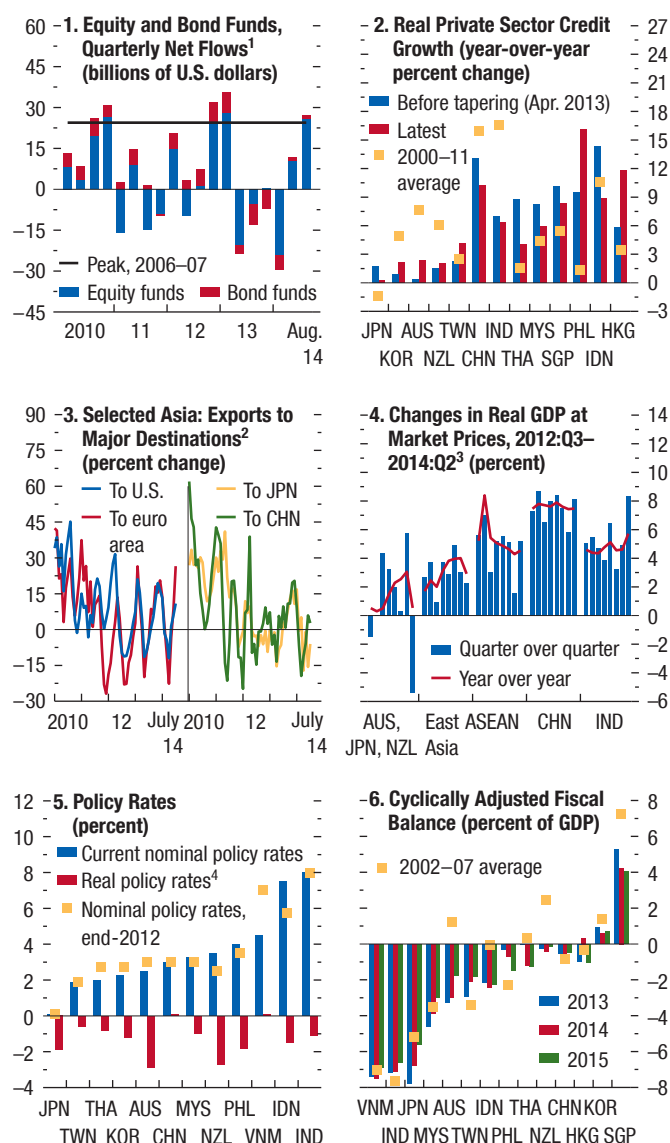 1. Equity and Bond Funds,
Quarterly Net Flows1
(billions of U.S. dollars)
60
45
30
15
0
−15
−30
−45
Peak, 2006–07
Equity funds
Bond funds
2010 11 12 13 Aug.
14
2. Real Private Sector Credit
Growth (year-over-year
percent change)
Before tapering (Apr. 2013)
Latest
2000–11
average
27
24
21
18
15
12
9
6
3
0
−3
JPN AUS TWN IND MYS PHL HKG
KOR NZL CHN THA SGP IDN
3. Selected Asia: Exports to
Major Destinations2
(percent change)
90
75
60
45
30
15
0
−15
−30
To U.S.
To euro
area
To JPN
To CHN
2010 12 July 2010 12 July
14 14
4. Changes in Real GDP at
Market Prices, 2012:Q3–
2014:Q23 (percent)
14
12
10
8
6
4
2
0
−2
−4
−6
Quarter over quarter
Year over year
AUS, East ASEAN CHN IND
JPN, NZL Asia
5. Policy Rates
(percent)
12
10
8
6
4
2
0
−2
−4
Current nominal policy rates
Real policy rates4
Nominal policy rates,
end-2012
JPN THA AUS MYS PHL IDN
TWN KOR CHN NZL VNM IND
6. Cyclically Adjusted Fiscal
Balance (percent of GDP)
2002–07 average
8
6
4
2
0
−2
−4
−6
−8
2013
2014
2015
VNM JPN AUS IDN THA CHN KOR
IND MYS TWN PHL NZL HKG SGP